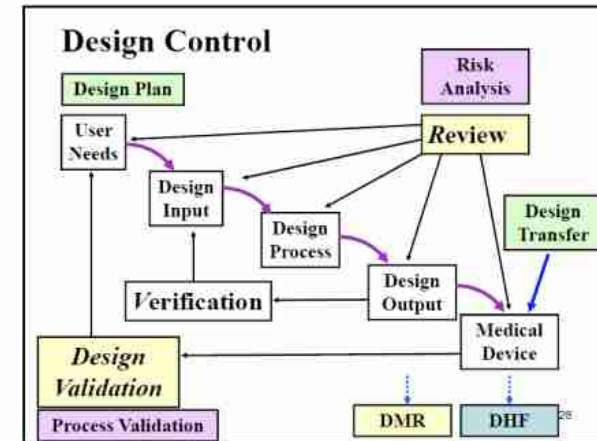 Design Control
Design Plan
Risk
Analysis
User
Needs
Review
Design
Input
Design
Process
Design
Transfer
Design
Output
Verification
Medical
Device
Design
Validation
Process Validation
DMR
DHF
28